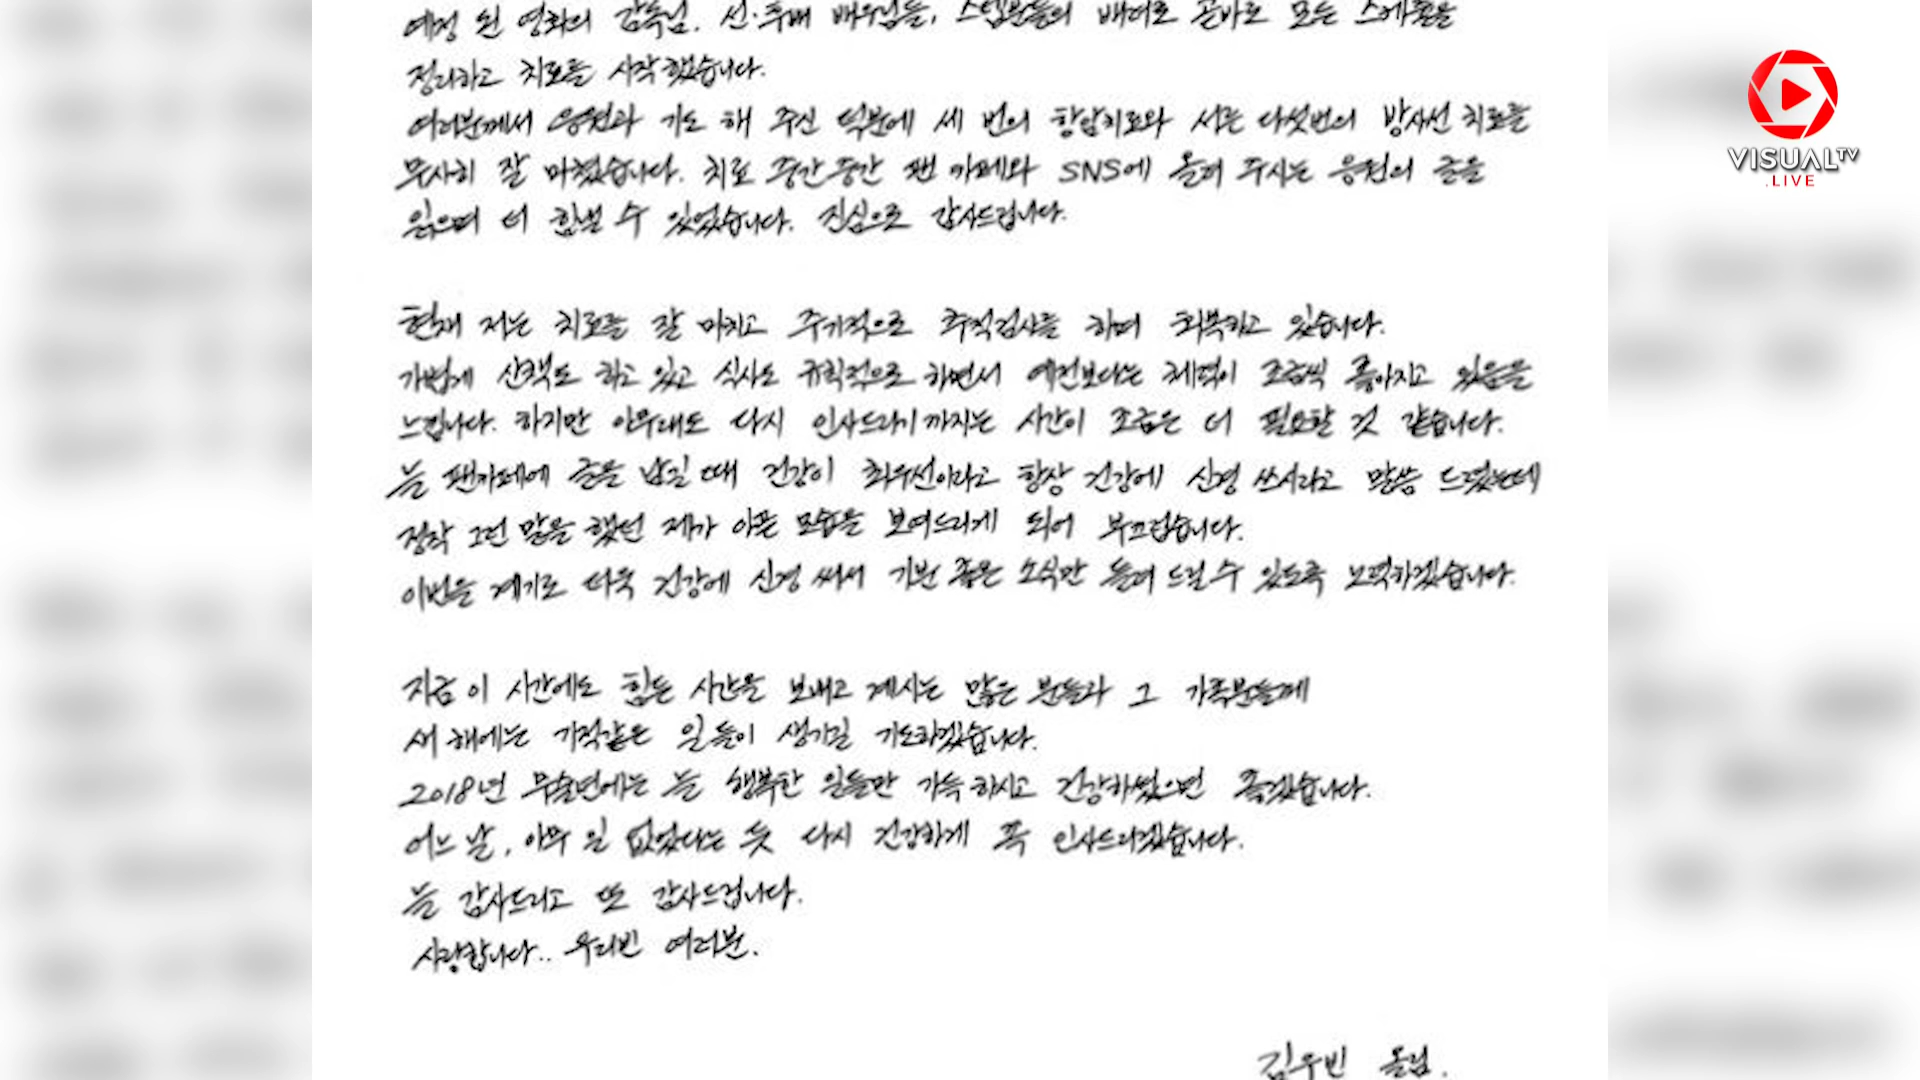 예정 된 영화의 감독님, 선·후배 배우님들, 스텝분들의 배려로 곧바로 모든 스케줄을
정리하고 치료를 시작했습니다.
여러분께서 응원과 기도 해 주신 덕분에 세 번의 항암치료와 서른 다섯번의 방사선 치료를
무사히 잘 마쳤습니다. 치료 중간중간 팬 카페와 SNS에 올려 주시는 응원의 글을
읽으며 더 힘낼 수 있었습니다. 진심으로 감사드립니다.
현재 저는 치료를 잘 마치고 주기적으로 추적검사를 하며 회복하고 있습니다.
가볍게 산책도 하고 있고 식사도 규칙적으로 하면서 예전보다는 체력이 조금씩 좋아지고 있음을
느낍니다. 하지만 아무래도 다시 인사드리기까지는 시간이 조금은 더 필요할 것 같습니다.
늘 팬카페에 글을 남길 때 건강이 최우선이라고 항상 건강에 신경 쓰시라고 말씀 드렸는데
정작 그런 말을 했던 제가 아픈 모습을 보여드리게 되어 부끄럽습니다.
이번을 계기로 더욱 건강에 신경 써서 기분 좋은 소식만 들려 드릴 수 있도록 노력하겠습니다.
지금 이 시간에도 힘든 시간을 보내고 계시는 많은 분들과 그 가족분들께
새 해에는 기적같은 일 들이 생기길 기도하겠습니다.
2018년 무술년에는 늘 행복한 일들만 가득 하시고 건강하셨으면 좋겠습니다.
어느 날, 아무 일 없었다는 듯 다시 건강하게 꼭 인사드리겠습니다.
늘 감사드리고 또 감사드립니다.
사랑합니다.. 우리빈 여러분.
김우빈 올림.
VISUALTV
.LIVE